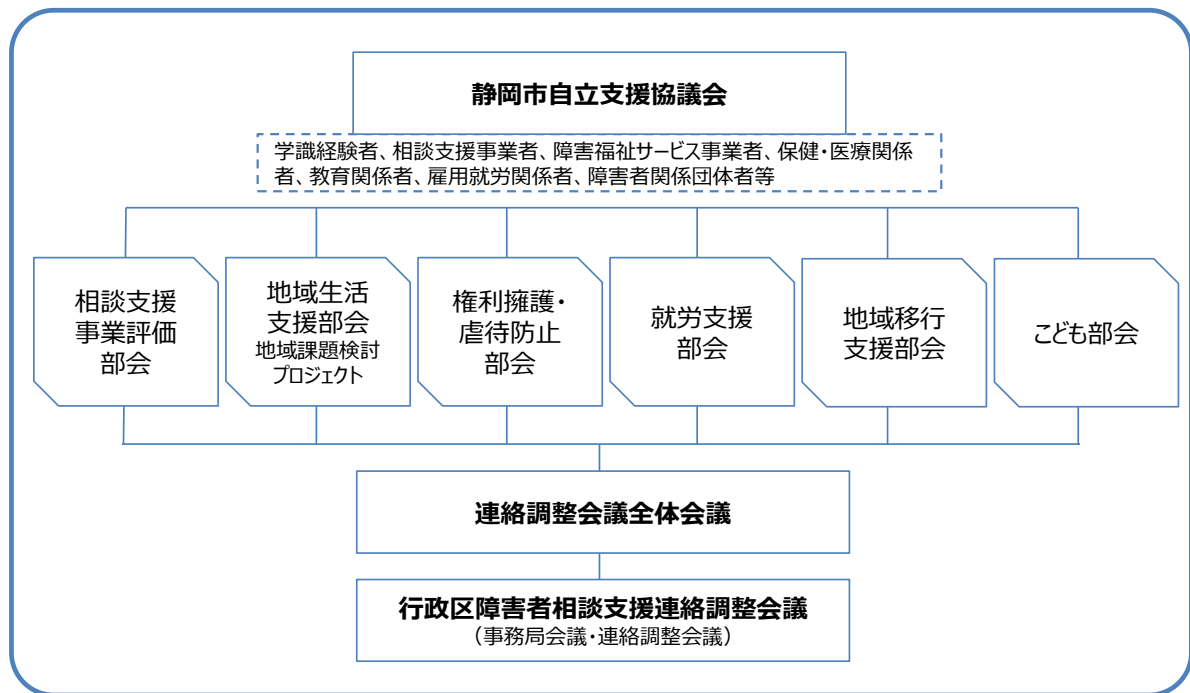 静岡市自立支援協議会
学識経験者、相談支援事業者、障害福祉サービス事業者、保健・医療関係
者、教育関係者、雇用就労関係者、障害者関係団体者等
相談支援
事業評価
部会
地域生活
支援部会
地域課題検討
プロジェクト
権利擁護・
虐待防止
部会
就労支援
部会
地域移行
支援部会
こども部会
連絡調整会議全体会議
行政区障害者相談支援連絡調整会議
（事務局会議・連絡調整会議）